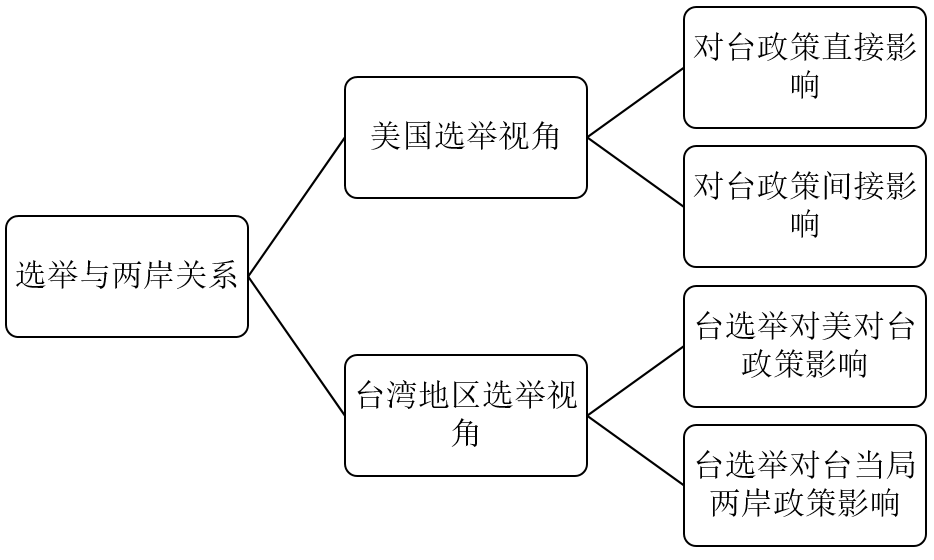 选举与两岸关系
美国选举视角
对台政策直接影
响
对台政策间接影
响
台湾地区选举视
角
台选举对美对台
政策影响
台选举对台当局
两岸政策影响